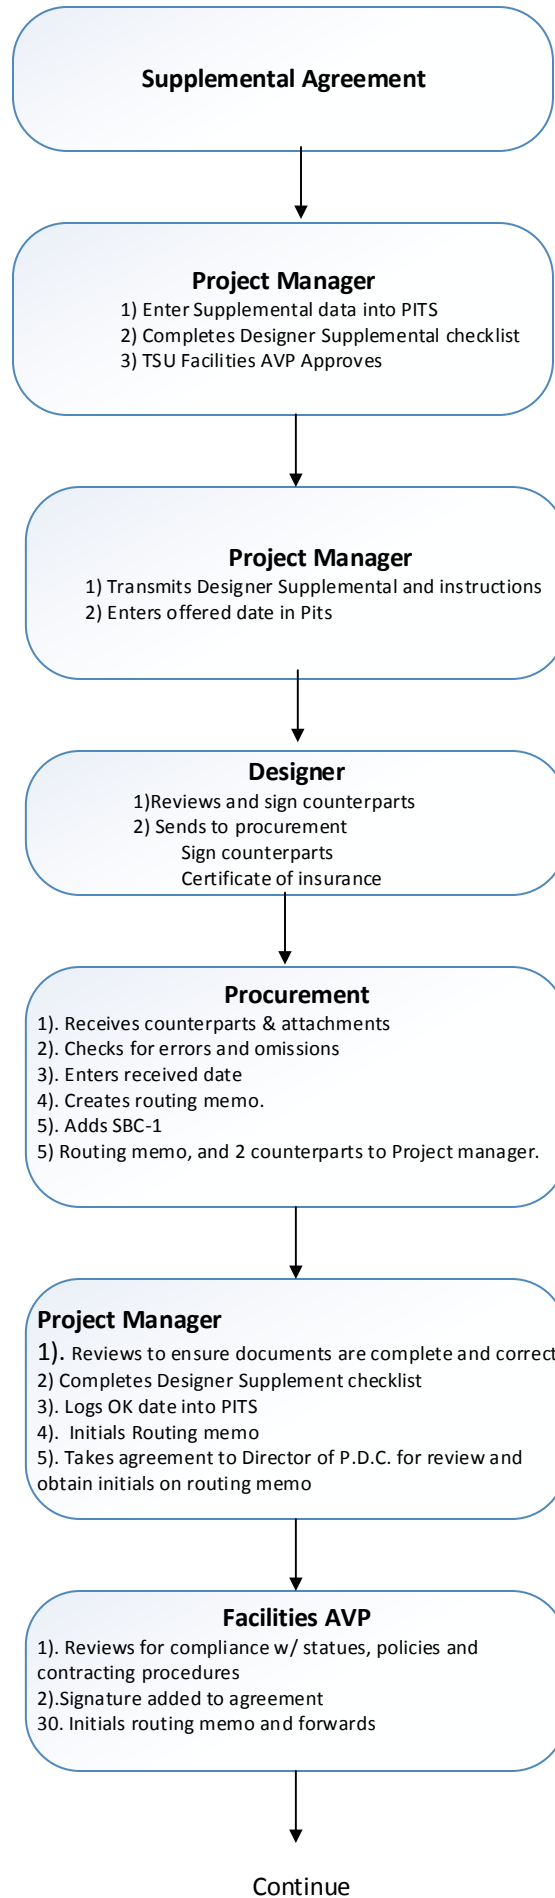 Supplemental Agreement
Project Manager
1) Enter Supplemental data into PITS
2) Completes Designer Supplemental checklist
3) TSU Facilities AVP Approves
Project Manager
1) Transmits Designer Supplemental and instructions
2) Enters offered date in Pits
Designer
1)Reviews and sign counterparts
2) Sends to procurement
Sign counterparts
Certificate of insurance
Procurement
1). Receives counterparts & attachments
2). Checks for errors and omissions
3). Enters received date
4). Creates routing memo.
5). Adds SBC-1
5) Routing memo, and 2 counterparts to Project manager.
Project Manager
1). Reviews to ensure documents are complete and correct
2) Completes Designer Supplement checklist
3). Logs OK date into PITS
4). Initials Routing memo
5). Takes agreement to Director of P.D.C. for review and
obtain initials on routing memo
Facilities AVP
1). Reviews for compliance w/ statues, policies and
contracting procedures
2).Signature added to agreement
30. Initials routing memo and forwards
Continue